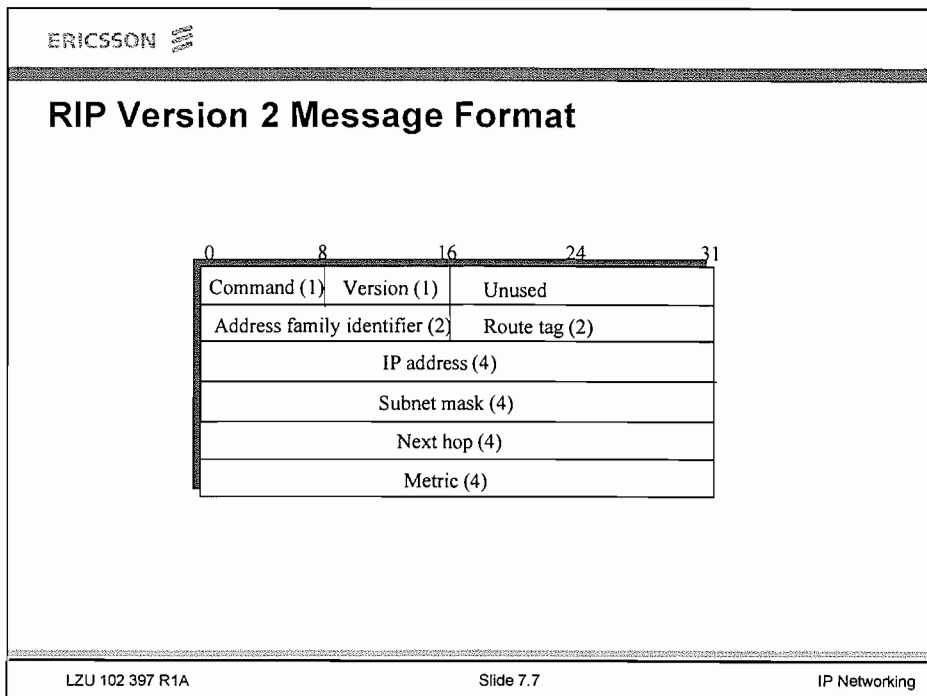 ERICSSON
RIP Version 2 Message Format
0 8 16 24 31
Command (1) Version (1) Unused
Address family identifier (2) Route tag (2)
IP address (4)
Subnet mask (4)
Next hop (4)
Metric (4)
LZU 102 397 R1A Slide 7.7 IP Networking